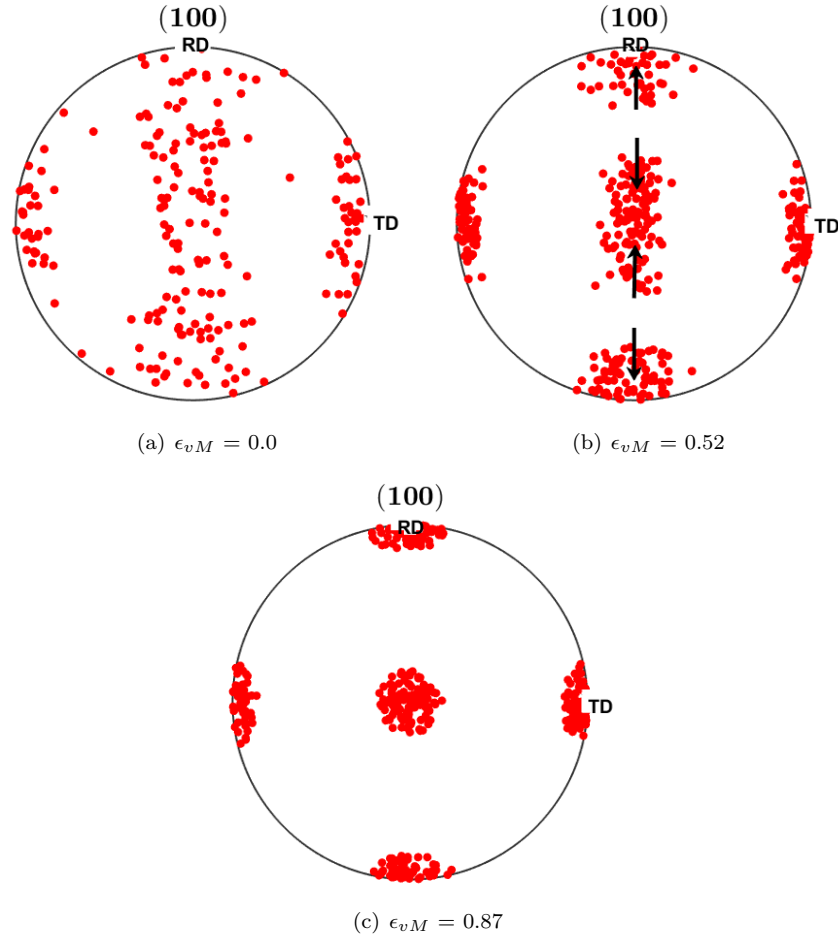 (100)
RD
TD
(a) ϵvM = 0.0
(100)
RD
TD
(b) ϵvM = 0.52
(100)
RD
TD
(c) ϵvM = 0.87